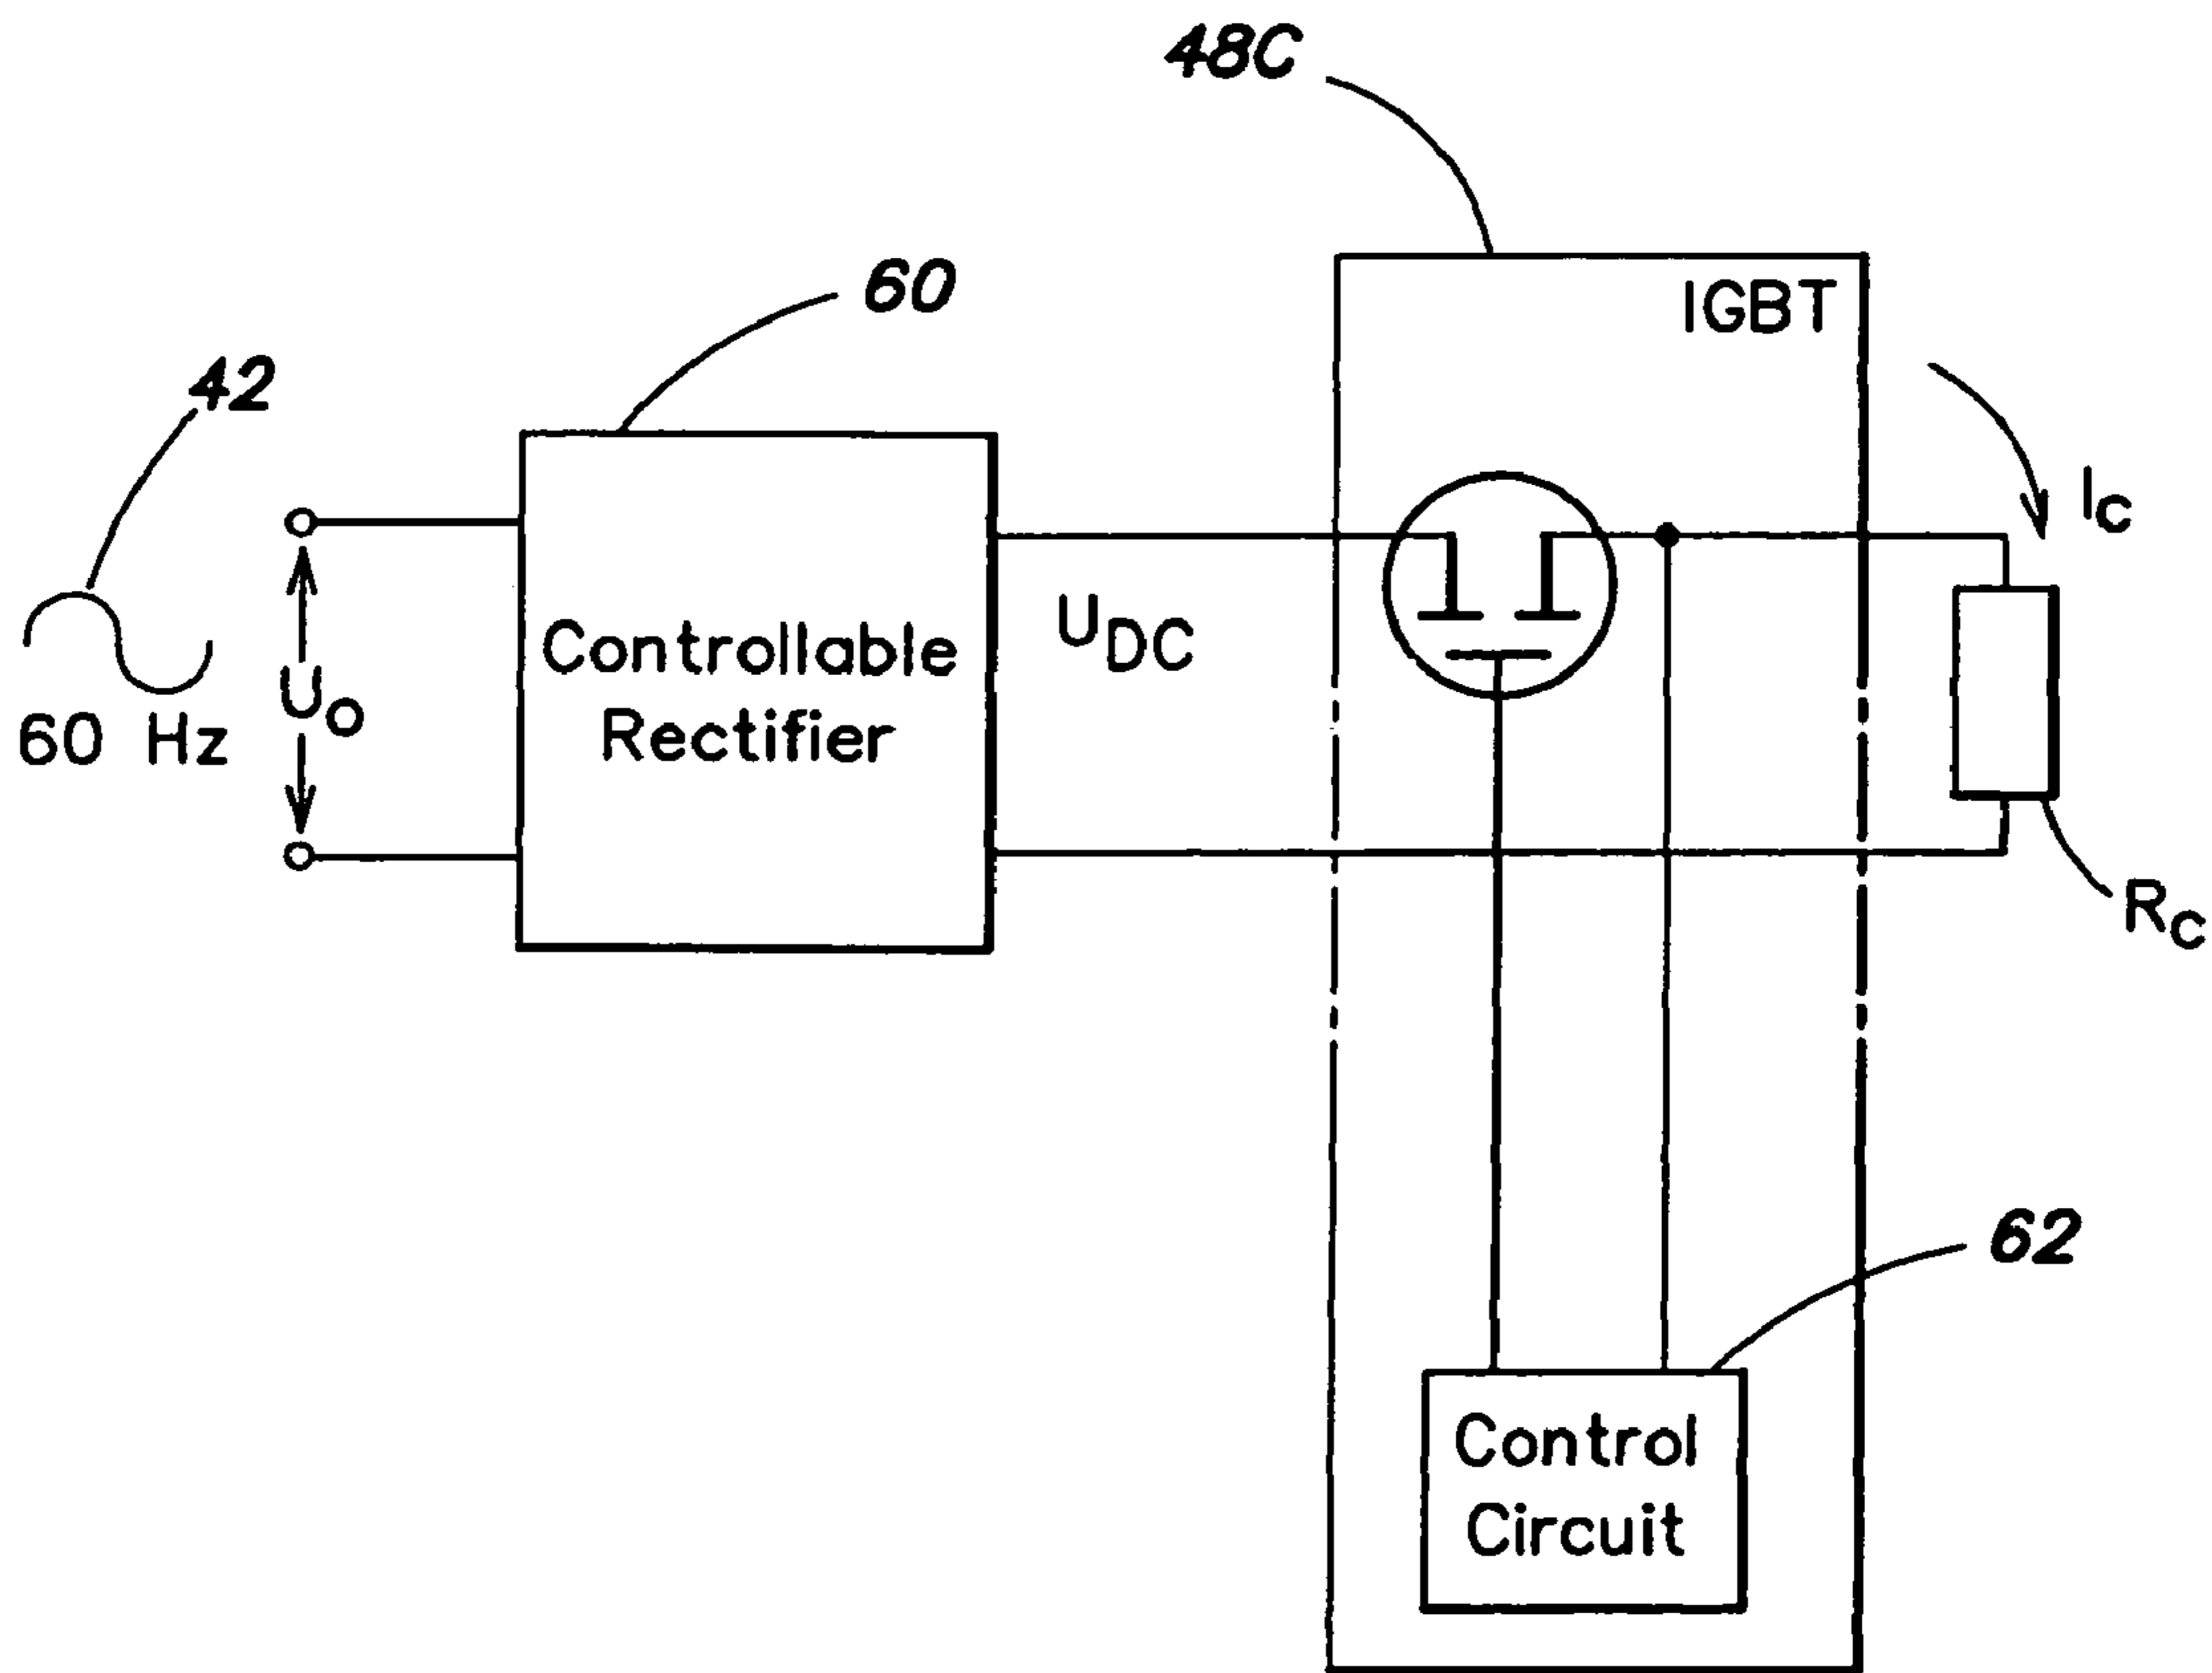 48C
IGBT
60
42
60 Hz
Uo
Controllable
Rectifier
UDC
Ic
Rc
62
Control
Circuit